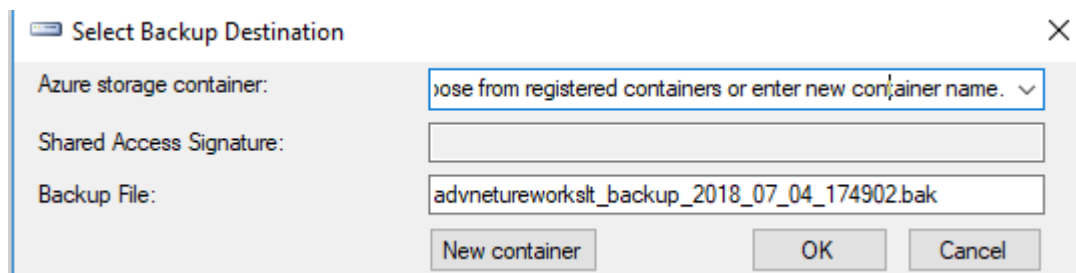 Select Backup Destination
Azure storage container:
oose from registered containers or enter new container name.
Shared Access Signature:
Backup File:
advnetureworkslt_backup_2018_07_04_174902.bak
New container
OK
Cancel